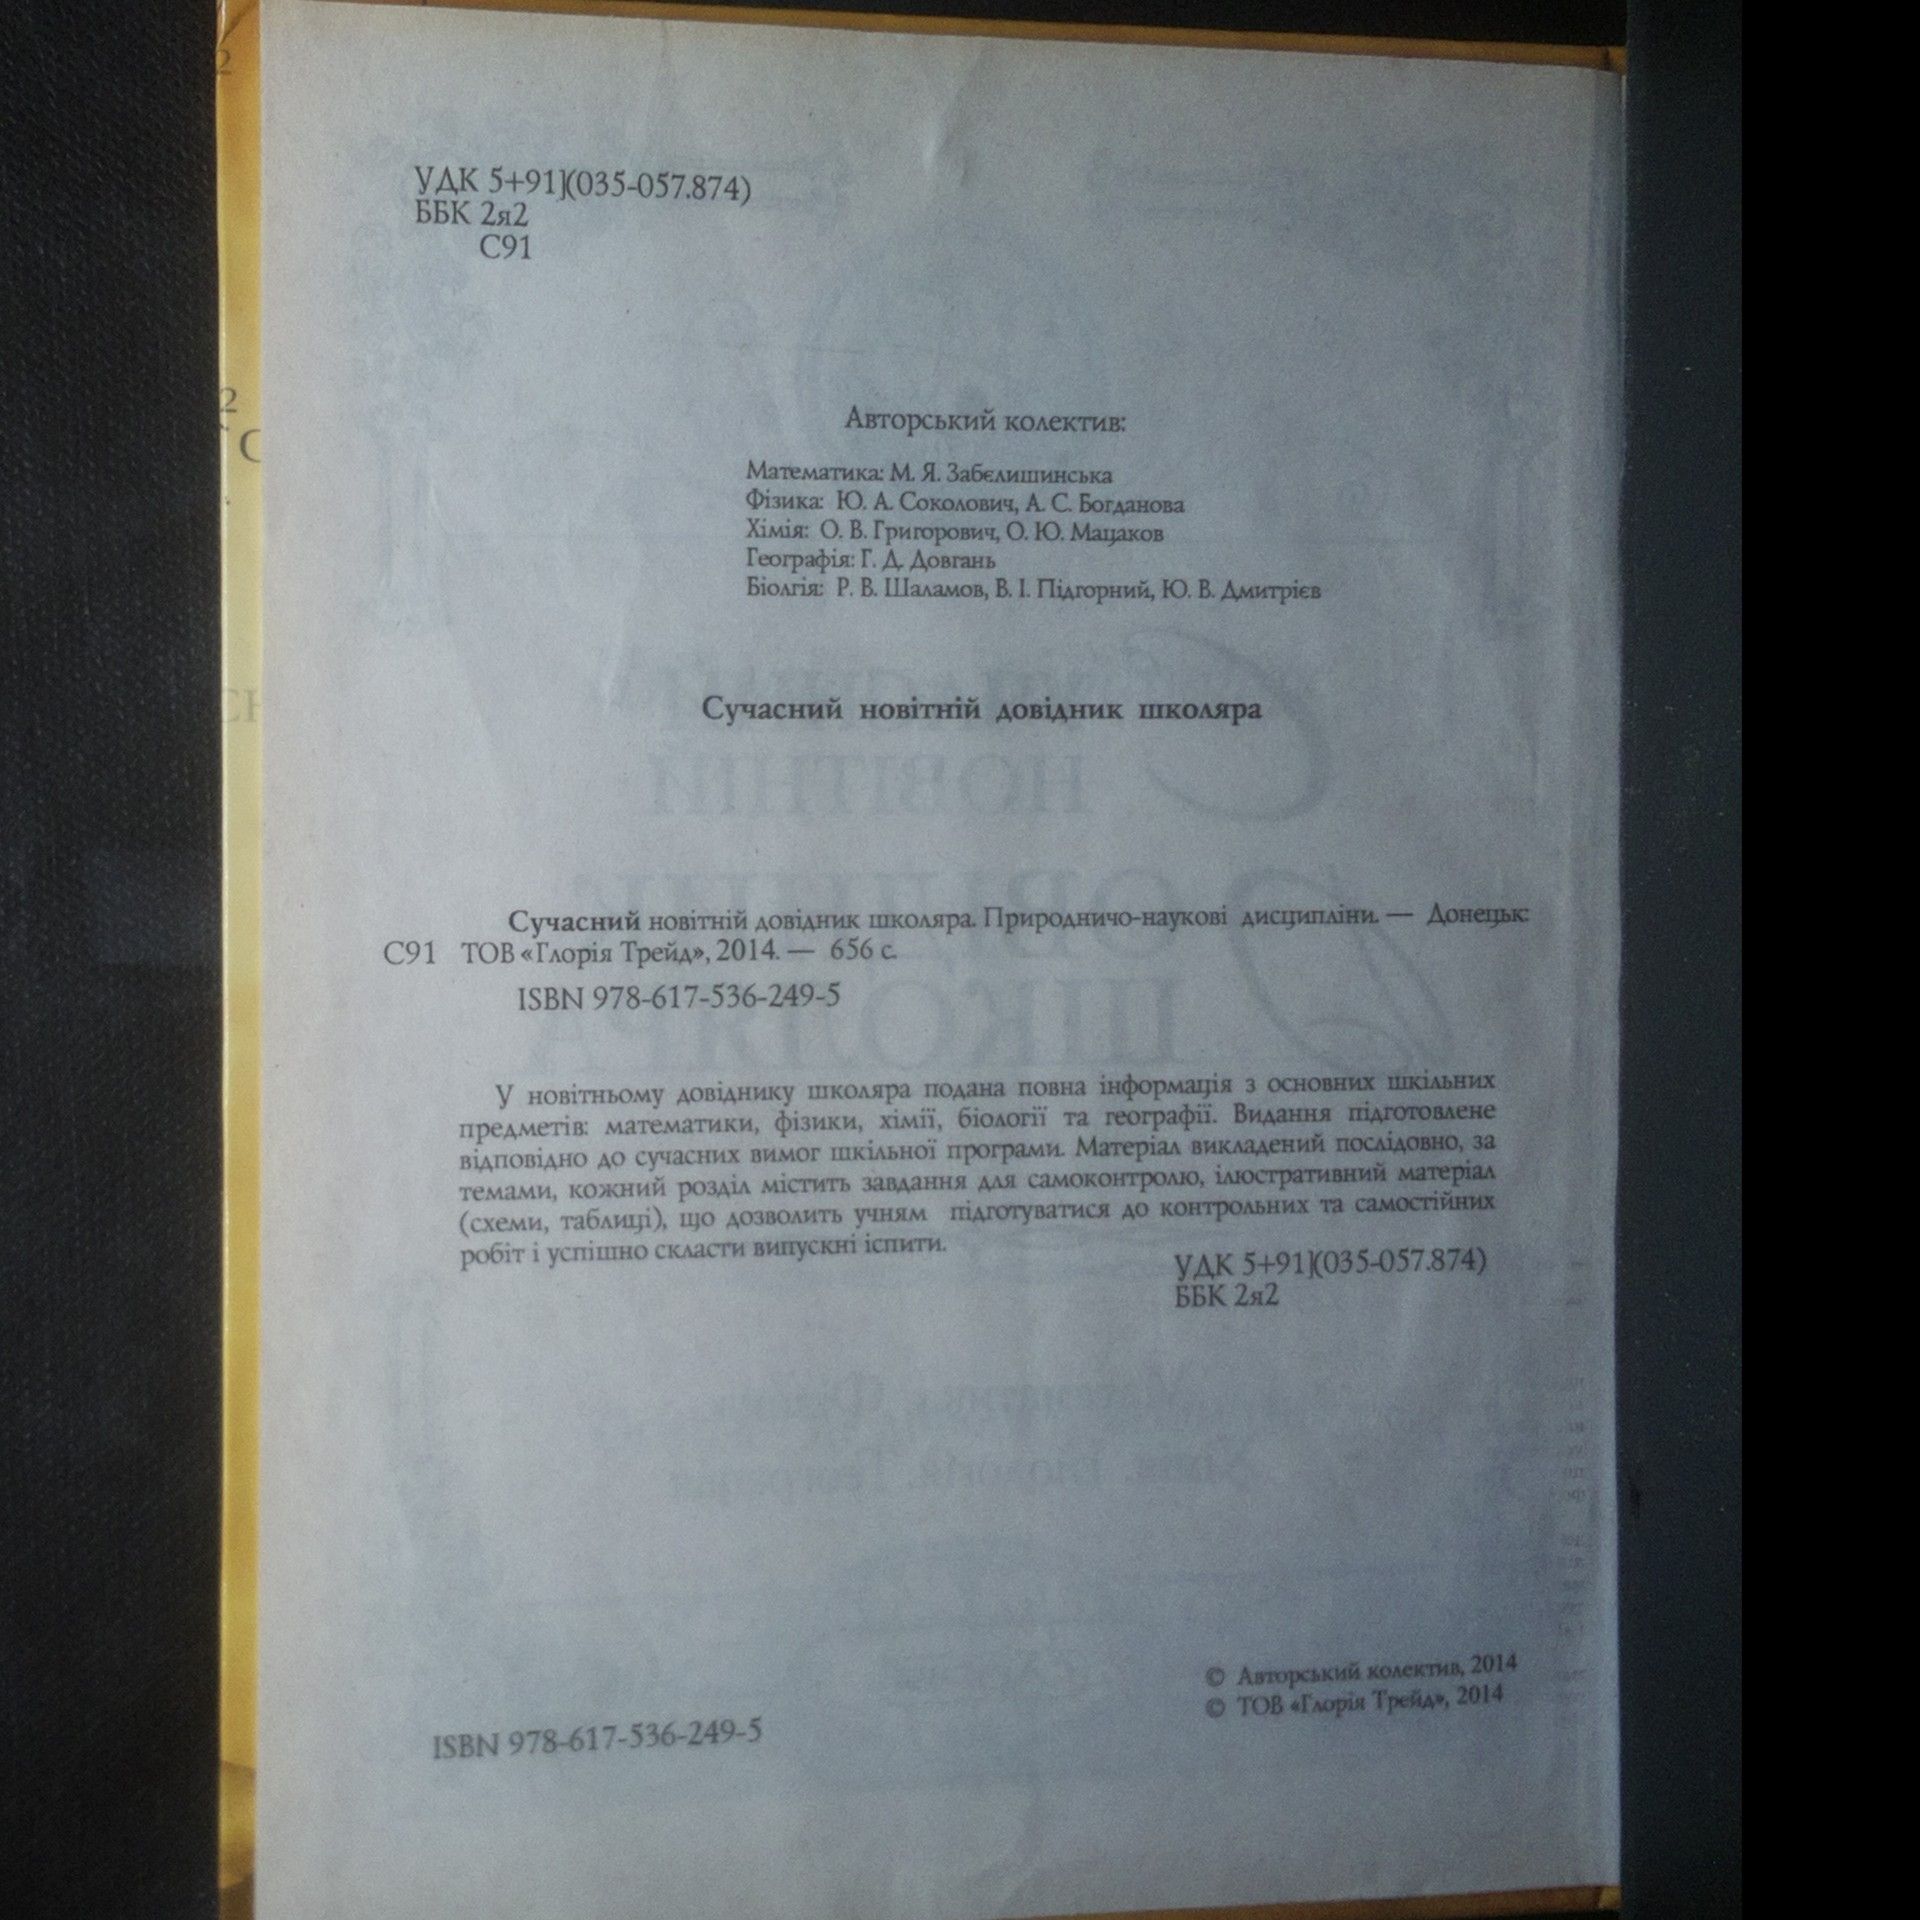 УДК 5+91](035-057.874)
ББК 2я2
С91
Авторський колектив:
Математика: М. Я. Забєлишинська
Фізика: Ю. А. Соколович, А. С. Богданова
Хімія: О. В. Григорович, О. Ю. Мацаков
Географія: Г. Д. Довгань
Біолгія: Р. В. Шаламов, В. І. Підгорний, Ю. В. Дмитрієв
Сучасний новітній довідник школяра
Сучасний новітній довідник школяра. Природничо-наукові дисципліни. — Донецьк:
С91 ТОВ «Глорія Трейд», 2014. — 656 с.
ISBN 978-617-536-249-5
У новітньому довіднику школяра подана повна інформація з основних шкільних
предметів: математики, фізики, хімії, біології та географії. Видання підготовлене
відповідно до сучасних вимог шкільної програми. Матеріал викладений послідовно, за
темами, кожний розділ містить завдання для самоконтролю, ілюстративний матеріал
(схеми, таблиці), що дозволить учням підготуватися до контрольних та самостійних
робіт і успішно скласти випускні іспити.
УДК 5+91](035-057.874)
ББК 2я2
© Авторський колектив, 2014
© ТОВ «Глорія Трейд», 2014
ISBN 978-617-536-249-5